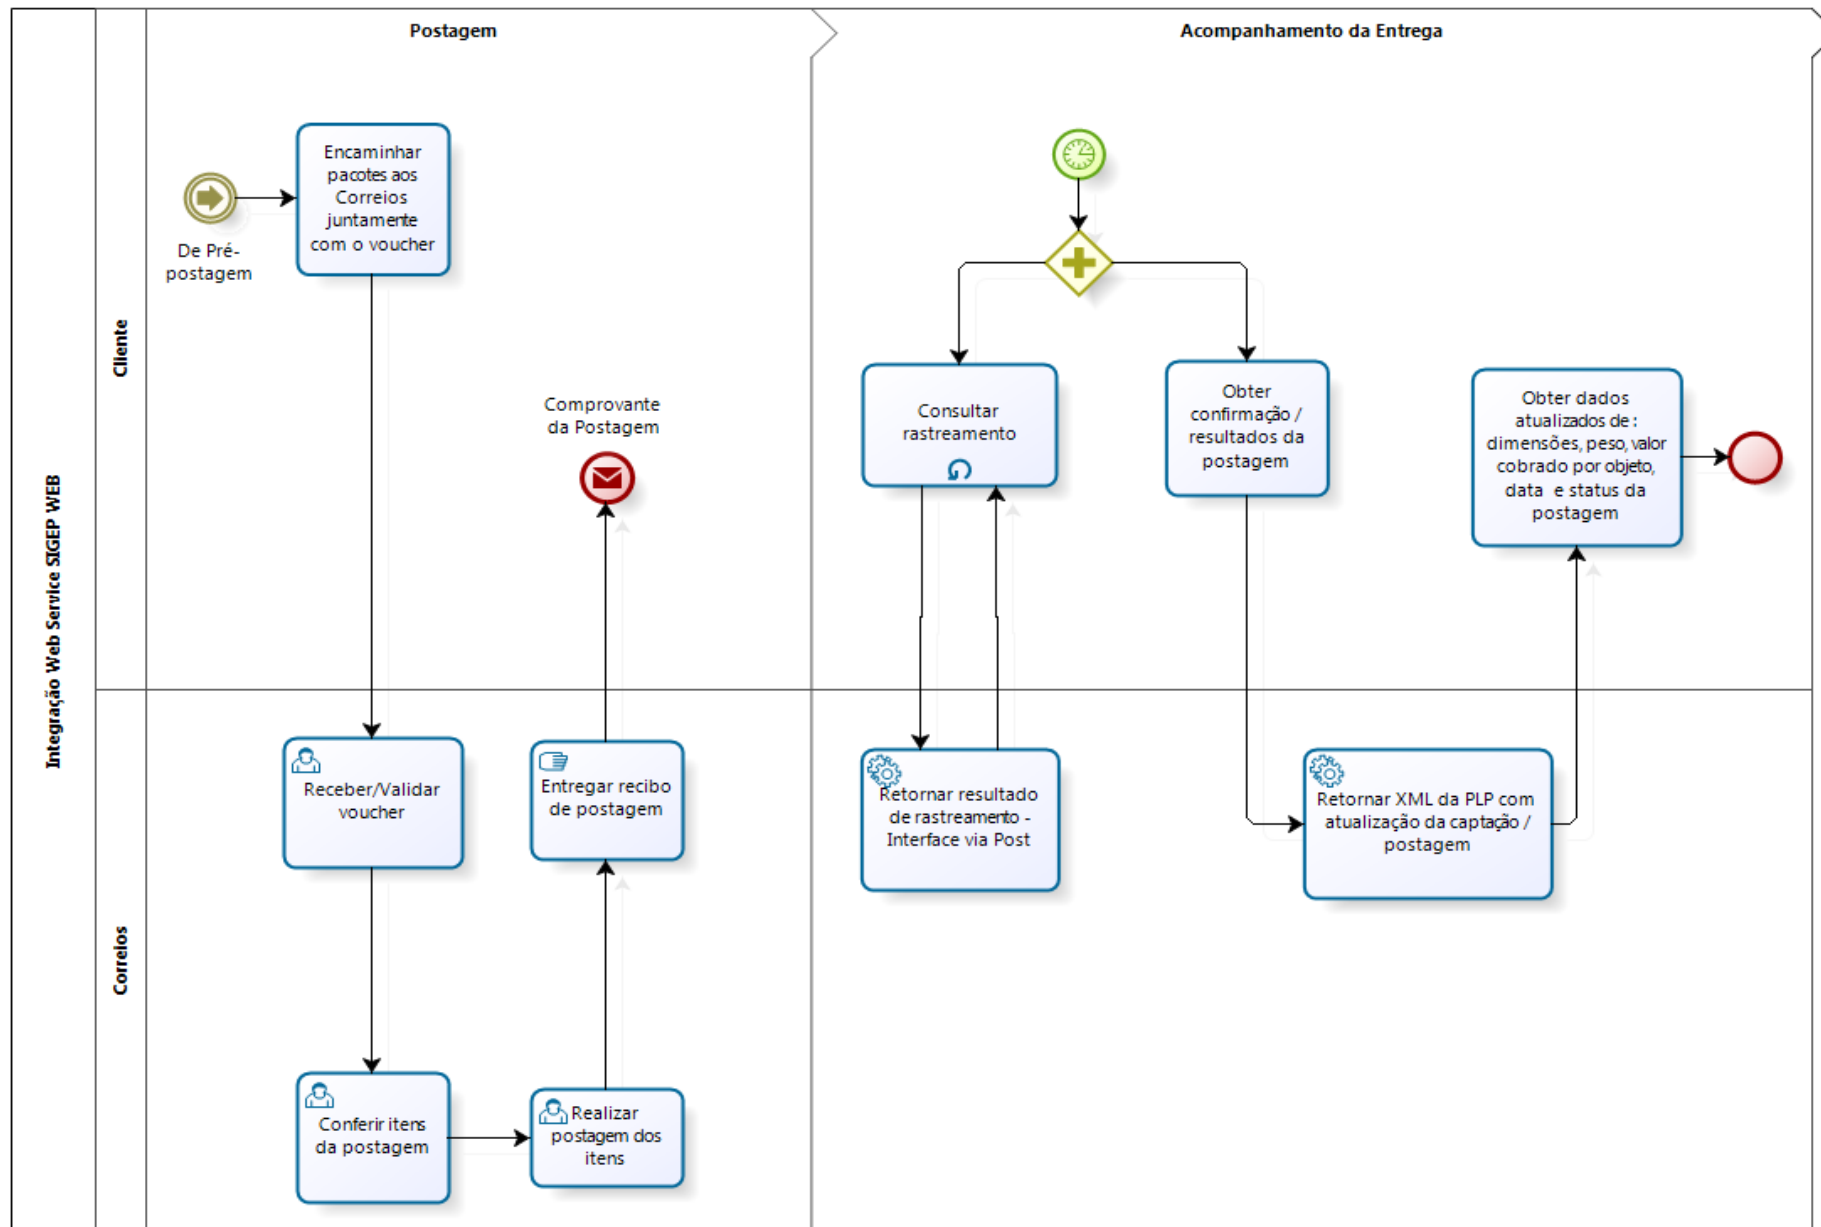 Postagem
Acompanhamento da Entrega
Integração Web Service SIGEP WEB
Cliente
Correios
De Pré-
postagem
Encaminhar
pacotes aos
Correios
juntamente
com o voucher
Receber/Validar
voucher
Conferir itens
da postagem
Realizar
postagem dos
itens
Entregar recibo
de postagem
Comprovante
da Postagem
Consultar
rastreamento
Retornar resultado
de rastreamento -
Interface via Post
Obter
confirmação /
resultados da
postagem
Retornar XML da PLP com
atualização da captação /
postagem
Obter dados
atualizados de :
dimensões, peso, valor
cobrado por objeto,
data e status da
postagem